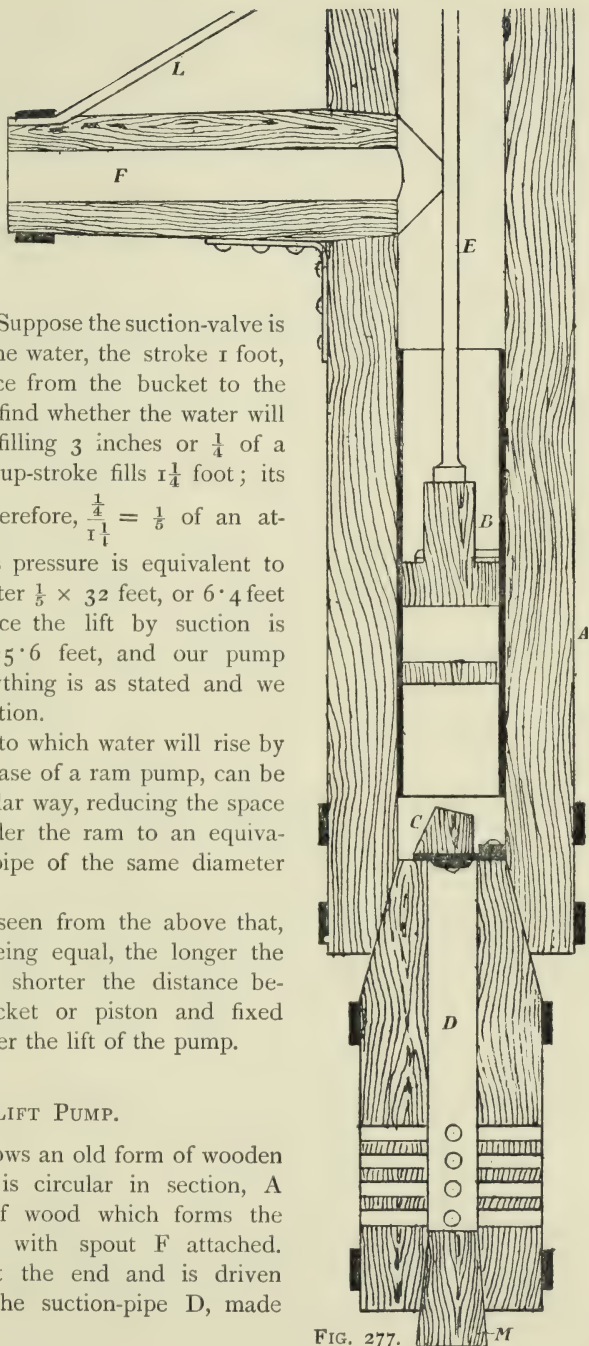 L
F
E
Suppose the suction-valve is
ne water, the stroke 1 foot,
ce from the bucket to the
find whether the water will
filling 3 inches or ¼ of a
up-stroke fills 1¼ foot; its
erefore, ¼/1¼ = ⅕ of an at-
s pressure is equivalent to
ter ⅕ × 32 feet, or 6·4 feet
ce the lift by suction is
5·6 feet, and our pump
rything is as stated and we
tion.
B
A
to which water will rise by
ase of a ram pump, can be
lar way, reducing the space
der the ram to an equiva-
pipe of the same diameter
C
seen from the above that,
eing equal, the longer the
shorter the distance be-
cket or piston and fixed
er the lift of the pump.
D
LIFT PUMP.
ows an old form of wooden
is circular in section, A
f wood which forms the
with spout F attached.
t the end and is driven
he suction-pipe D, made
FIG. 277.
M